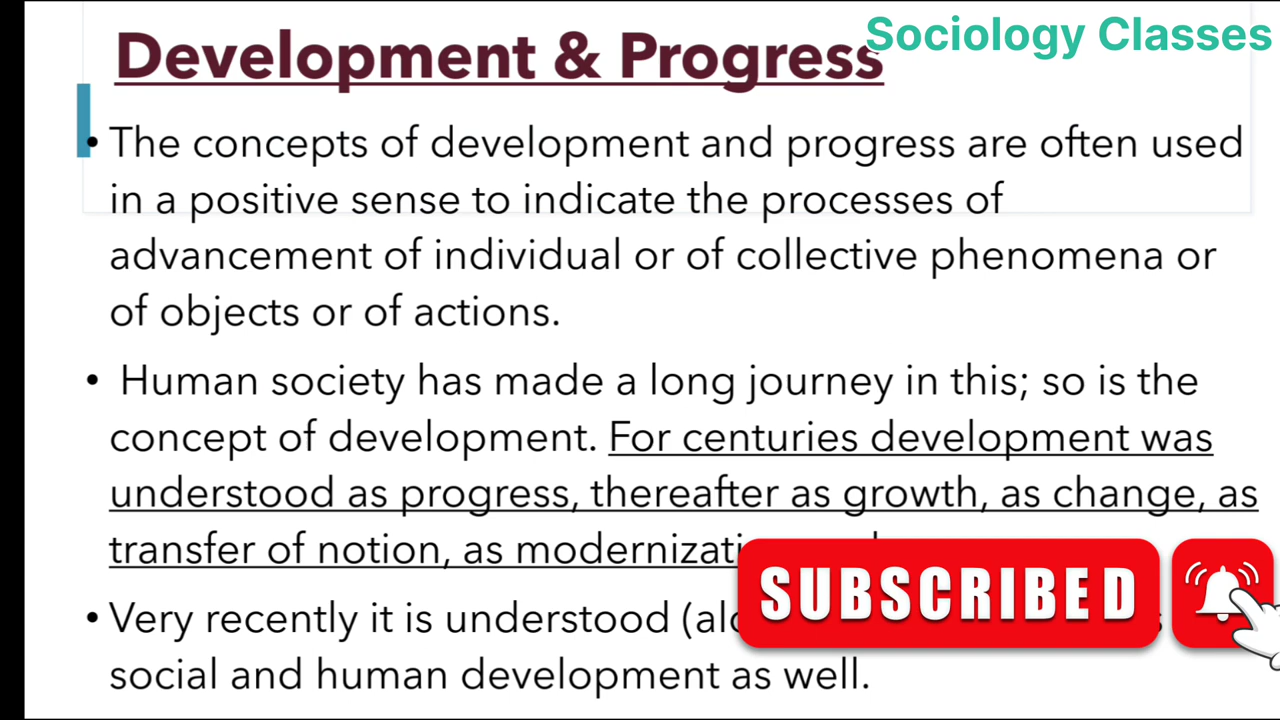 Sociology Classes
Development & Progress
• The concepts of development and progress are often used
in a positive sense to indicate the processes of
advancement of individual or of collective phenomena or
of objects or of actions.
• Human society has made a long journey in this; so is the
concept of development. For centuries development was
understood as progress, thereafter as growth, as change, as
transfer of notion, as
SUBSCRIBED
• Very recently it is understood
social and human development as well.